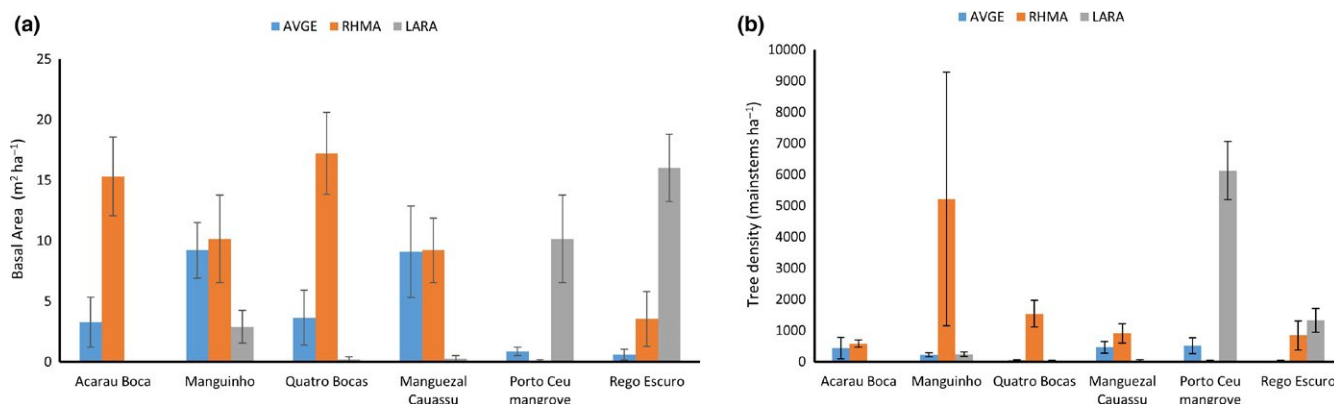 (a)
AVGE RHMA LARA
Basal Area (m² ha⁻¹)
25
20
15
10
5
0
Acarau Boca Manguinho Quatro Bocas Manguezal Cauassu Porto Ceu mangrove Rego Escuro
(b)
AVGE RHMA LARA
Tree density (mainstems ha⁻¹)
10000
9000
8000
7000
6000
5000
4000
3000
2000
1000
0
Acarau Boca Manguinho Quatro Bocas Manguezal Cauassu Porto Ceu mangrove Rego Escuro